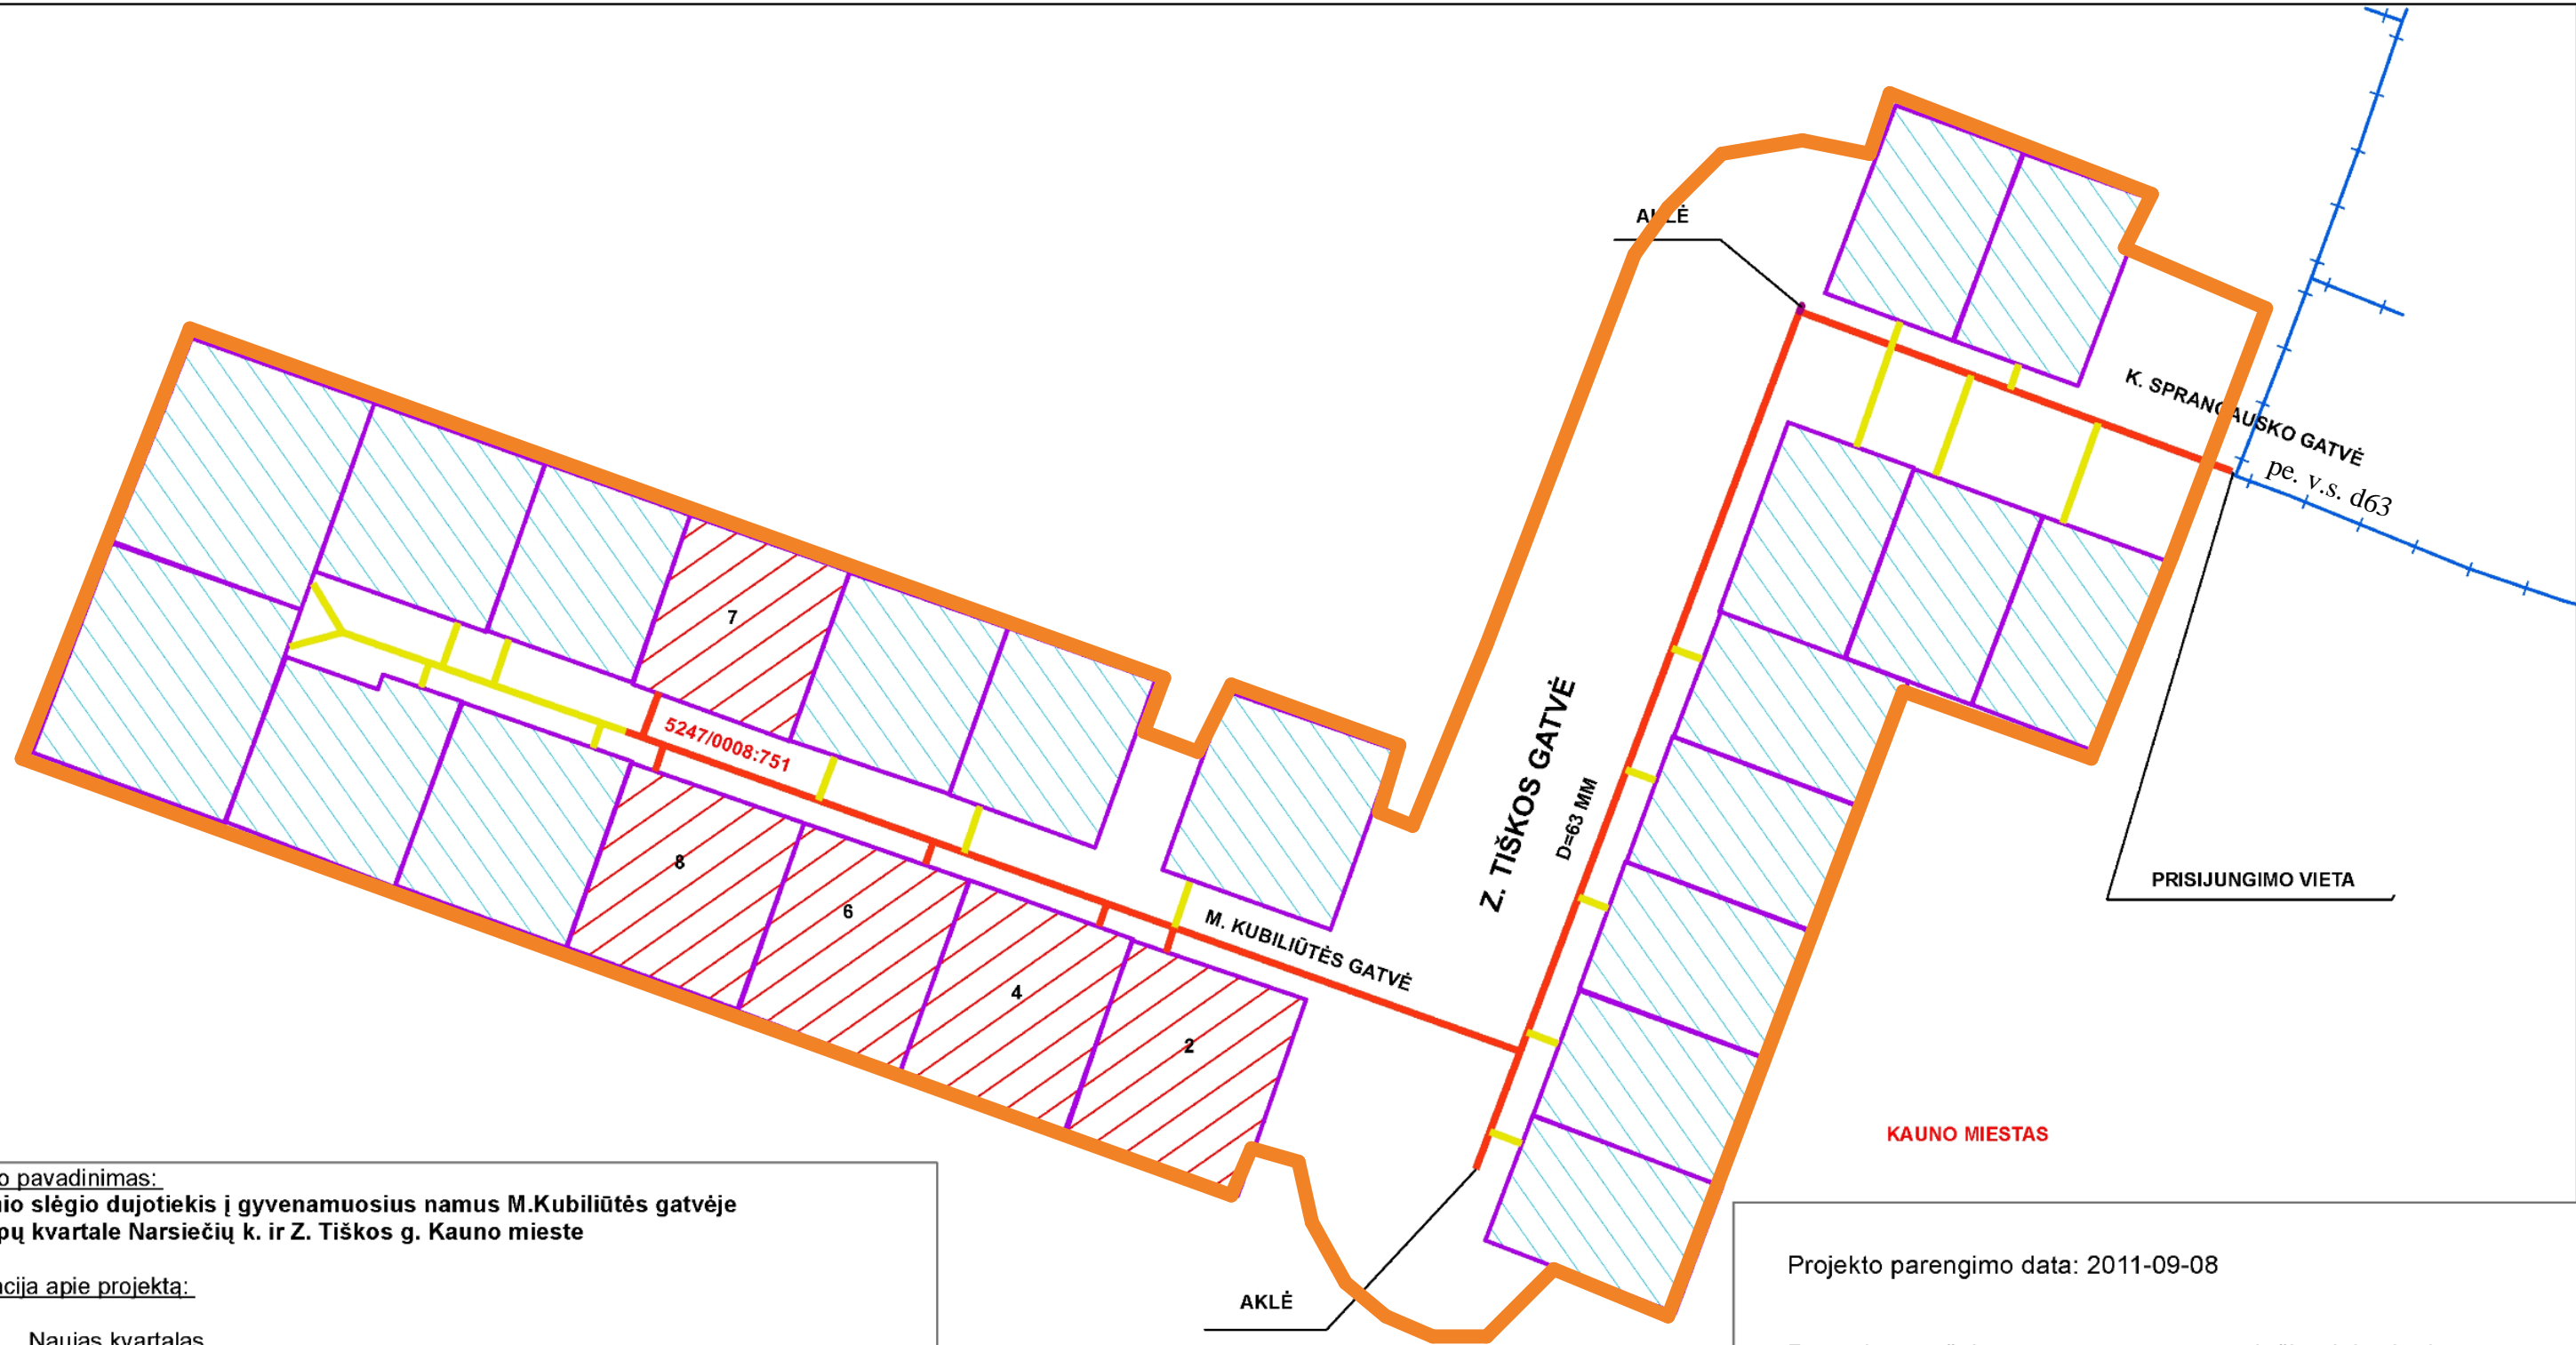 AKLĖ
K. SPRANGAUSKO GATVĖ
pe. v.s. d63
7
5247/0008:751
8
6
4
2
M. KUBILIŪTĖS GATVĖ
Z. TIŠKOS GATVĖ
D=63 MM
PRISIJUNGIMO VIETA
KAUNO MIESTAS
AKLĖ
o pavadinimas:
io slėgio dujotiekis į gyvenamuosius namus M.Kubiliūtės gatvėje
pų kvartale Narsiečių k. ir Z. Tiškos g. Kauno mieste
cija apie projektą:
Naujas kvartalas
Projekto parengimo data: 2011-09-08